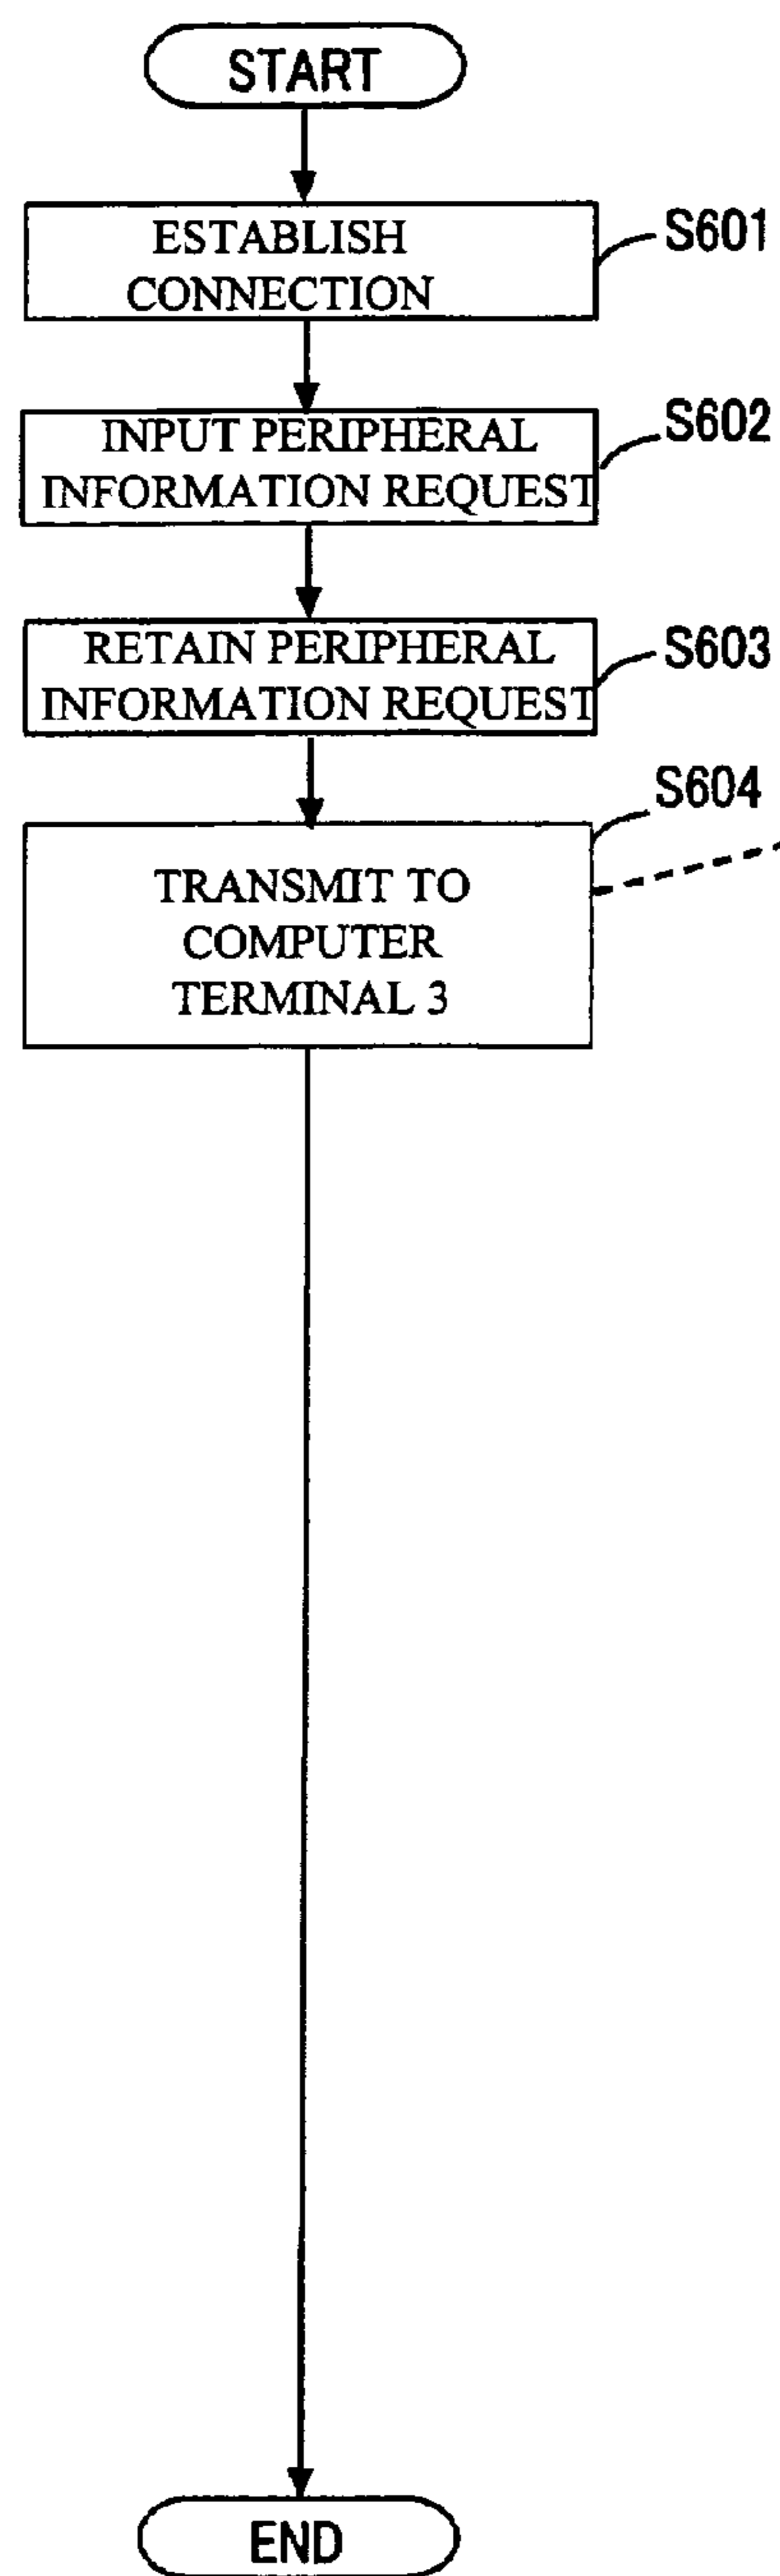 START
ESTABLISH
CONNECTION
S601
INPUT PERIPHERAL
INFORMATION REQUEST
S602
RETAIN PERIPHERAL
INFORMATION REQUEST
S603
S604
TRANSMIT TO
COMPUTER
TERMINAL 3
END